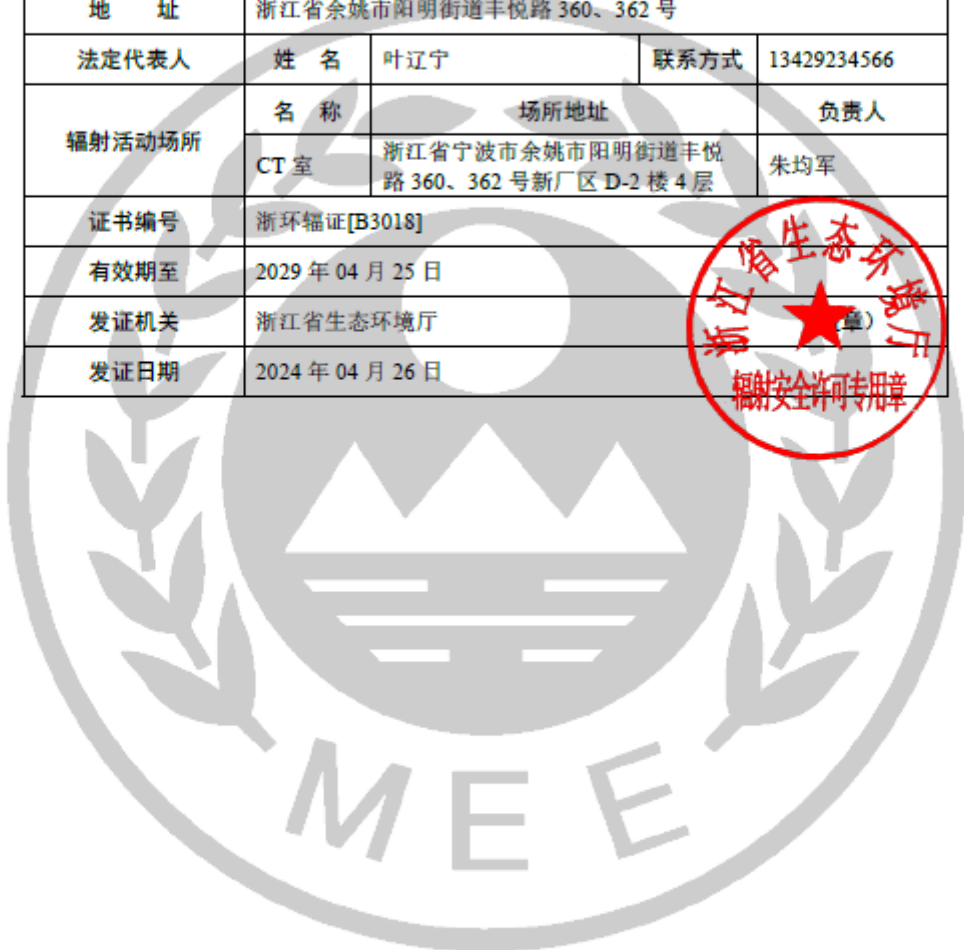 地 址 浙江省余姚市阳明街道丰悦路 360、362 号
法定代表人 姓 名 叶辽宁 联系方式 13429234566
辐射活动场所 名 称 场所地址 负责人
CT 室 浙江省宁波市余姚市阳明街道丰悦 朱均军
路 360、362 号新厂区 D-2 楼 4 层
证书编号 浙环辐证[B3018]
有效期至 2029 年 04 月 25 日
发证机关 浙江省生态环境厅 章）
发证日期 2024 年 04 月 26 日
浙江省生态环境厅
辐射安全许可专用章
MEE